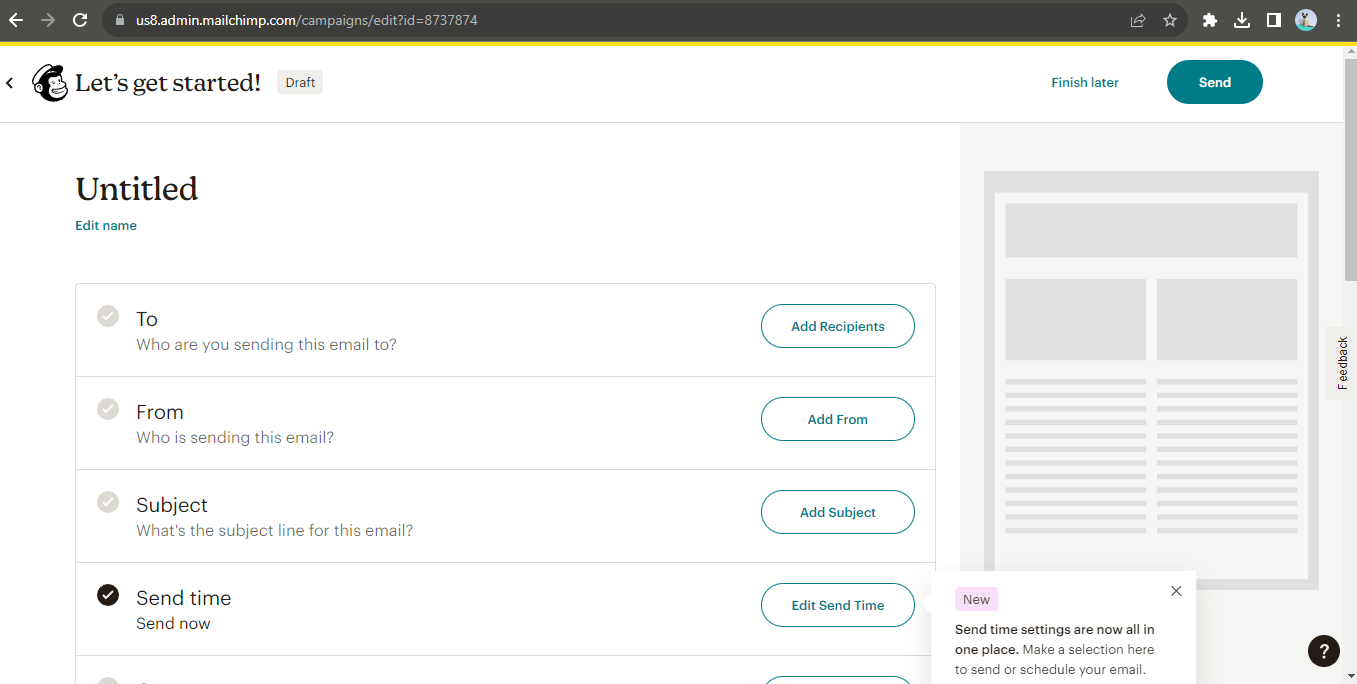 us8.admin.mailchimp.com/campaigns/edit?id=8737874
Let's get started!
Draft
Finish later
Send
Untitled
Edit name
To
Who are you sending this email to?
Add Recipients
From
Who is sending this email?
Add From
Subject
What's the subject line for this email?
Add Subject
Send time
Send now
Edit Send Time
New
Send time settings are now all in
one place. Make a selection here
to send or schedule your email.
Feedback
?